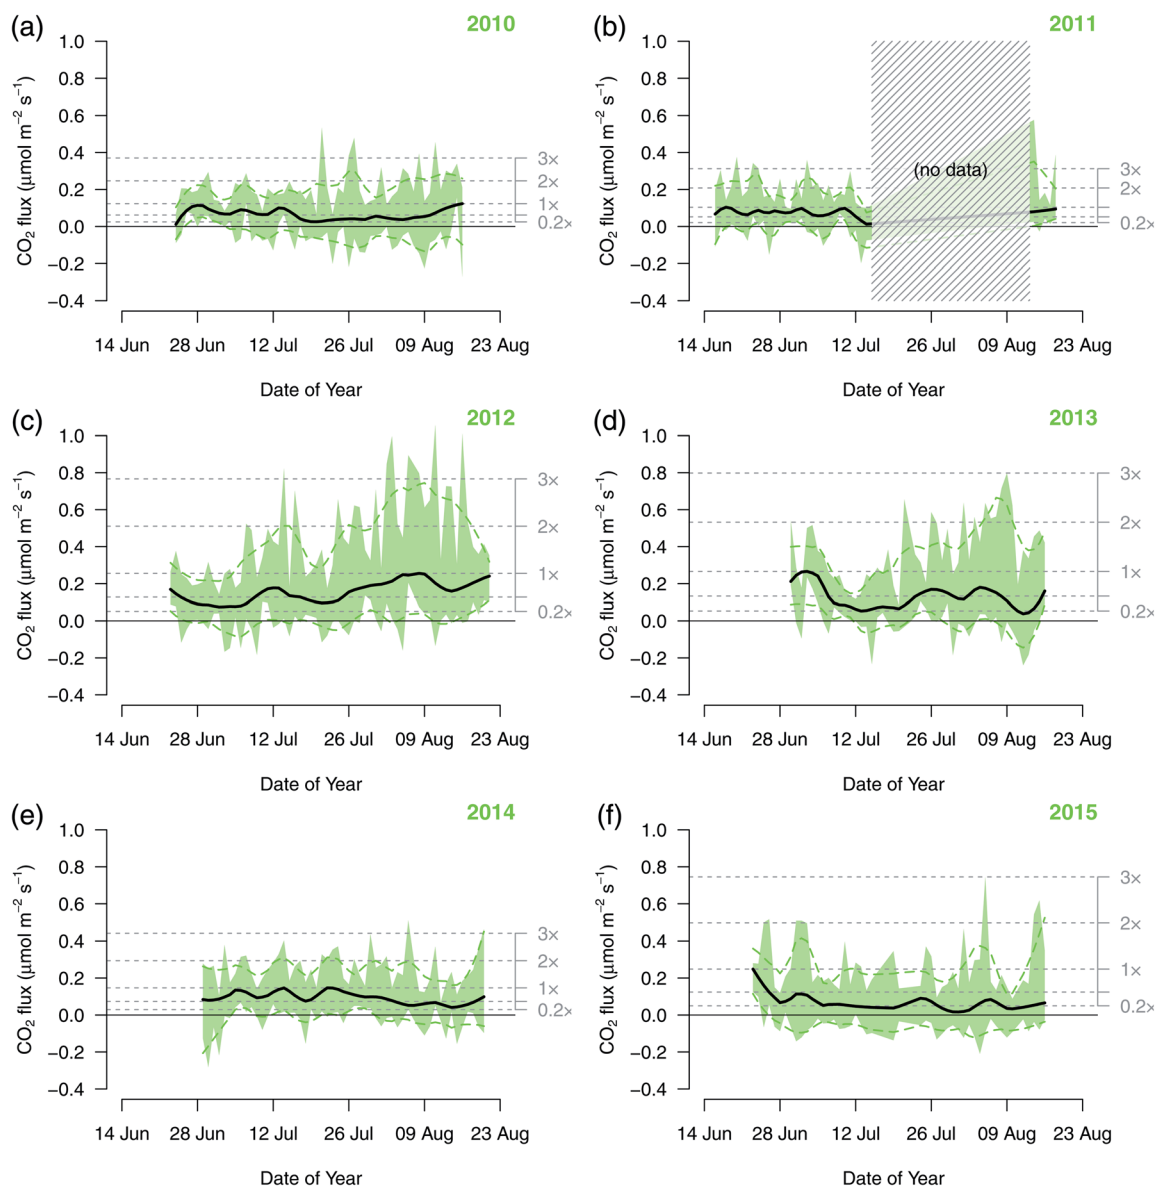 (a) 2010
CO₂ flux (μmol m⁻² s⁻¹)
1.0
0.8
0.6
0.4
0.2
0.0
−0.2
−0.4
3×
2×
1×
0.2×
14 Jun 28 Jun 12 Jul 26 Jul 09 Aug 23 Aug
Date of Year
(b) 2011
CO₂ flux (μmol m⁻² s⁻¹)
1.0
0.8
0.6
0.4
0.2
0.0
−0.2
−0.4
(no data)
3×
2×
1×
0.2×
14 Jun 28 Jun 12 Jul 26 Jul 09 Aug 23 Aug
Date of Year
(c) 2012
CO₂ flux (μmol m⁻² s⁻¹)
1.0
0.8
0.6
0.4
0.2
0.0
−0.2
−0.4
3×
2×
1×
0.2×
14 Jun 28 Jun 12 Jul 26 Jul 09 Aug 23 Aug
Date of Year
(d) 2013
CO₂ flux (μmol m⁻² s⁻¹)
1.0
0.8
0.6
0.4
0.2
0.0
−0.2
−0.4
3×
2×
1×
0.2×
14 Jun 28 Jun 12 Jul 26 Jul 09 Aug 23 Aug
Date of Year
(e) 2014
CO₂ flux (μmol m⁻² s⁻¹)
1.0
0.8
0.6
0.4
0.2
0.0
−0.2
−0.4
3×
2×
1×
0.2×
14 Jun 28 Jun 12 Jul 26 Jul 09 Aug 23 Aug
Date of Year
(f) 2015
CO₂ flux (μmol m⁻² s⁻¹)
1.0
0.8
0.6
0.4
0.2
0.0
−0.2
−0.4
3×
2×
1×
0.2×
14 Jun 28 Jun 12 Jul 26 Jul 09 Aug 23 Aug
Date of Year